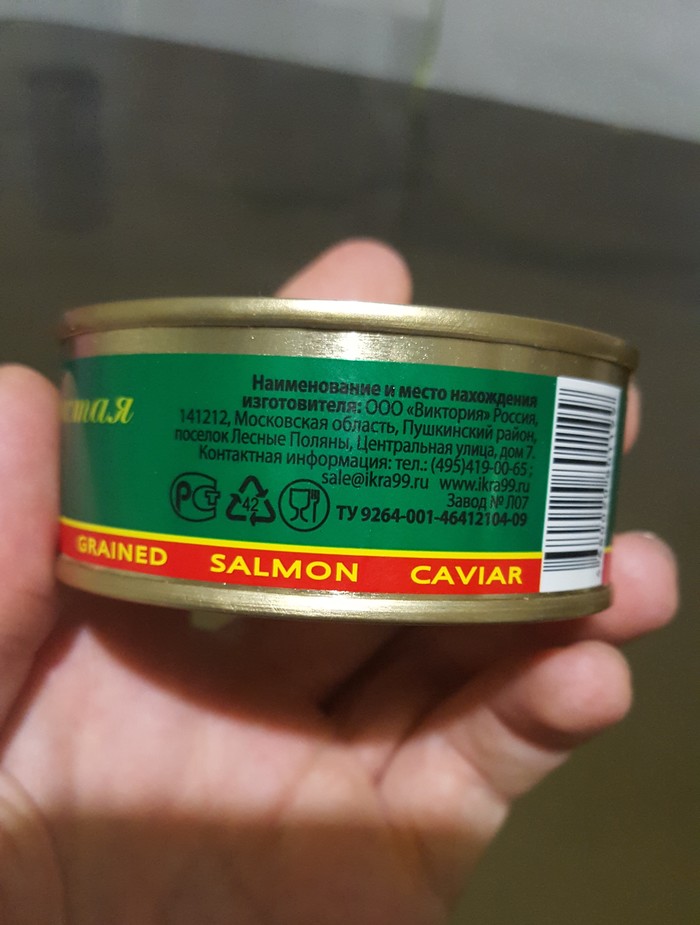 Наименование и место нахождения
изготовителя: ООО «Виктория» Россия,
141212, Московская область, Пушкинский район,
поселок Лесные Поляны, Центральная улица, дом 7.
Контактная информация: тел.: (495)419-00-65;
sale@ikra99.ru www.ikra99.ru
Завод № Л07
РСТ 42 ТУ 9264-001-46412104-09
GRAINED SALMON CAVIAR